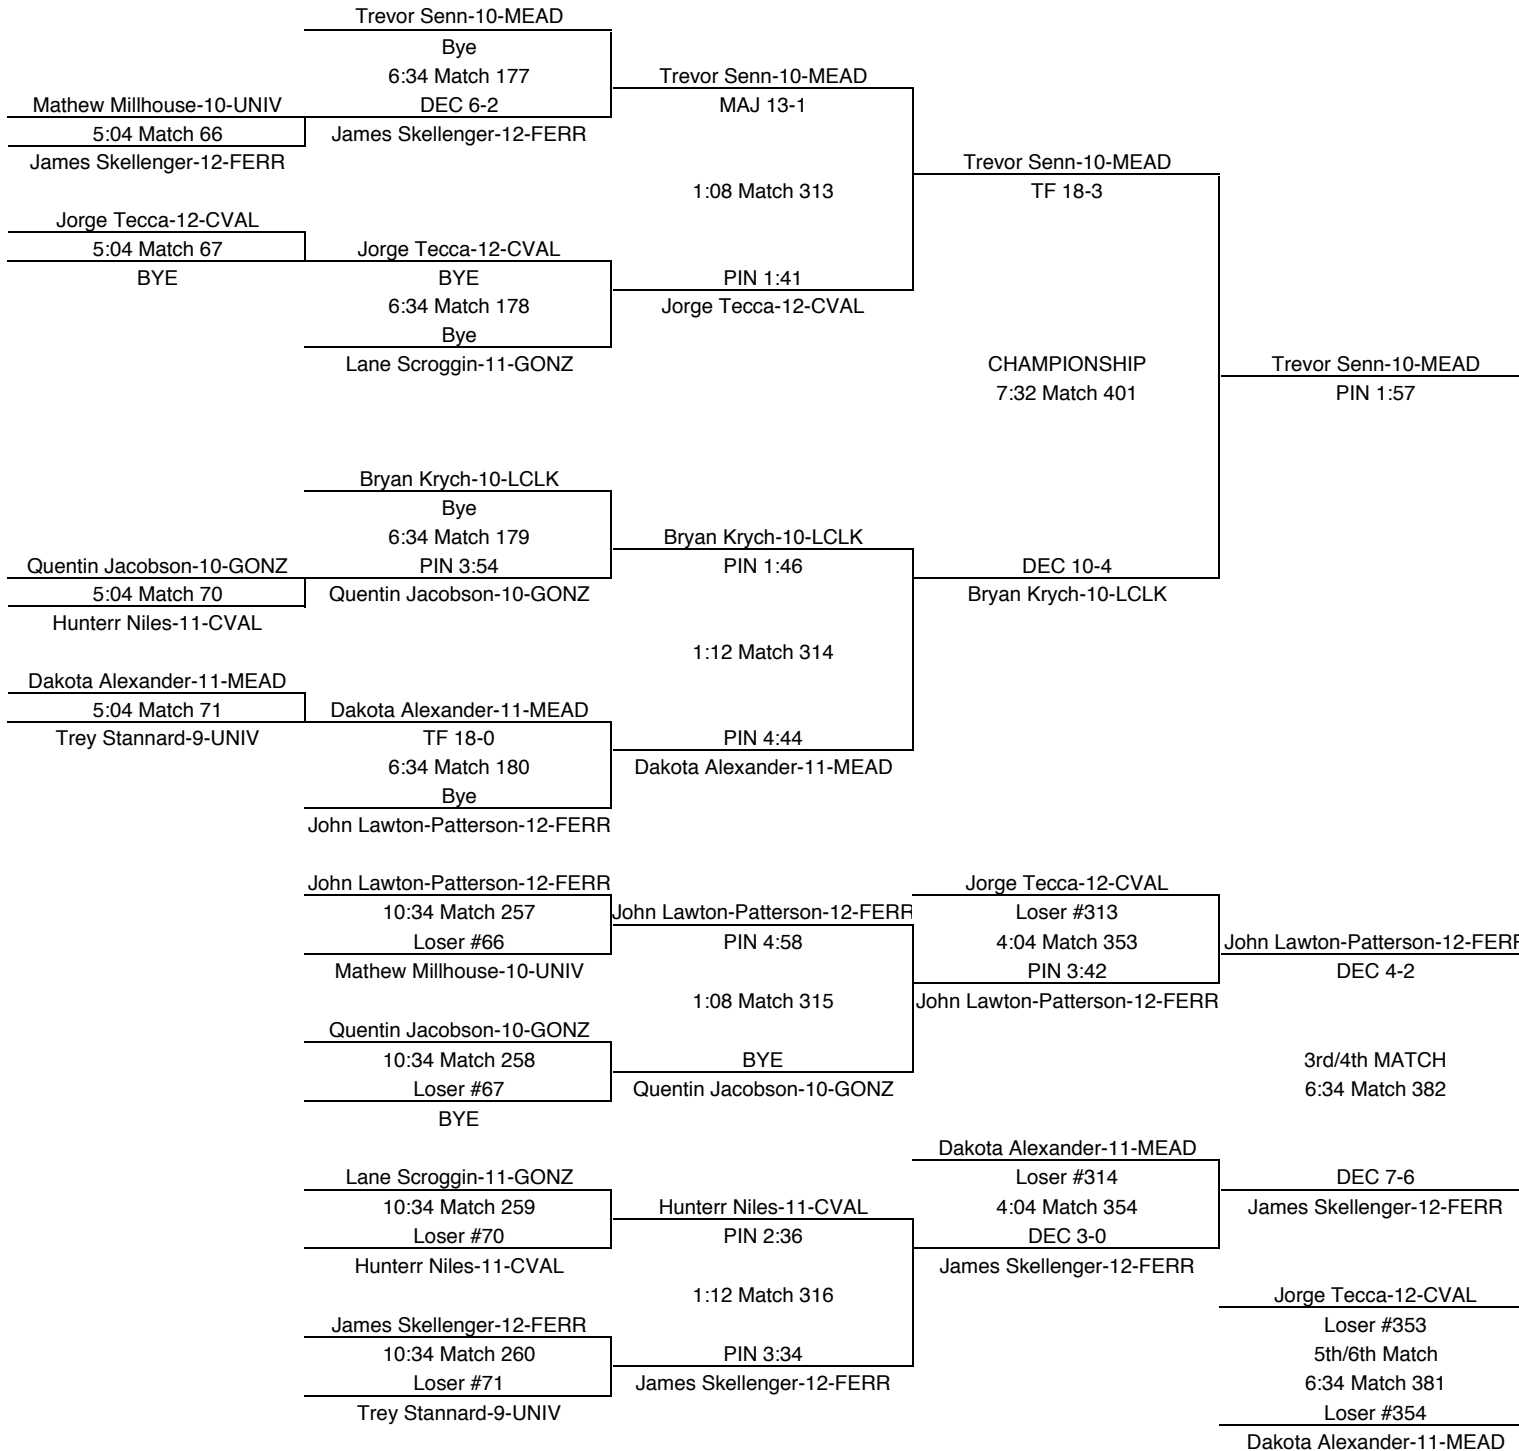 Trevor Senn-10-MEAD
Bye
6:34 Match 177
DEC 6-2
James Skellenger-12-FERR
Mathew Millhouse-10-UNIV
5:04 Match 66
James Skellenger-12-FERR
Trevor Senn-10-MEAD
MAJ 13-1
1:08 Match 313
Jorge Tecca-12-CVAL
5:04 Match 67
BYE
Jorge Tecca-12-CVAL
BYE
6:34 Match 178
Bye
Lane Scroggin-11-GONZ
PIN 1:41
Jorge Tecca-12-CVAL
Trevor Senn-10-MEAD
TF 18-3
CHAMPIONSHIP
7:32 Match 401
Trevor Senn-10-MEAD
PIN 1:57
Bryan Krych-10-LCLK
Bye
6:34 Match 179
PIN 3:54
Quentin Jacobson-10-GONZ
Quentin Jacobson-10-GONZ
5:04 Match 70
Hunterr Niles-11-CVAL
Bryan Krych-10-LCLK
PIN 1:46
1:12 Match 314
DEC 10-4
Bryan Krych-10-LCLK
Dakota Alexander-11-MEAD
5:04 Match 71
Trey Stannard-9-UNIV
Dakota Alexander-11-MEAD
TF 18-0
6:34 Match 180
Bye
John Lawton-Patterson-12-FERR
PIN 4:44
Dakota Alexander-11-MEAD
John Lawton-Patterson-12-FERR
10:34 Match 257
Loser #66
Mathew Millhouse-10-UNIV
John Lawton-Patterson-12-FERR
PIN 4:58
1:08 Match 315
Quentin Jacobson-10-GONZ
10:34 Match 258
Loser #67
BYE
BYE
Quentin Jacobson-10-GONZ
Jorge Tecca-12-CVAL
Loser #313
4:04 Match 353
PIN 3:42
John Lawton-Patterson-12-FERR
John Lawton-Patterson-12-FERR
DEC 4-2
3rd/4th MATCH
6:34 Match 382
Lane Scroggin-11-GONZ
10:34 Match 259
Loser #70
Hunterr Niles-11-CVAL
Hunterr Niles-11-CVAL
PIN 2:36
1:12 Match 316
James Skellenger-12-FERR
10:34 Match 260
Loser #71
Trey Stannard-9-UNIV
PIN 3:34
James Skellenger-12-FERR
Dakota Alexander-11-MEAD
Loser #314
4:04 Match 354
DEC 3-0
James Skellenger-12-FERR
DEC 7-6
James Skellenger-12-FERR
Jorge Tecca-12-CVAL
Loser #353
5th/6th Match
6:34 Match 381
Loser #354
Dakota Alexander-11-MEAD